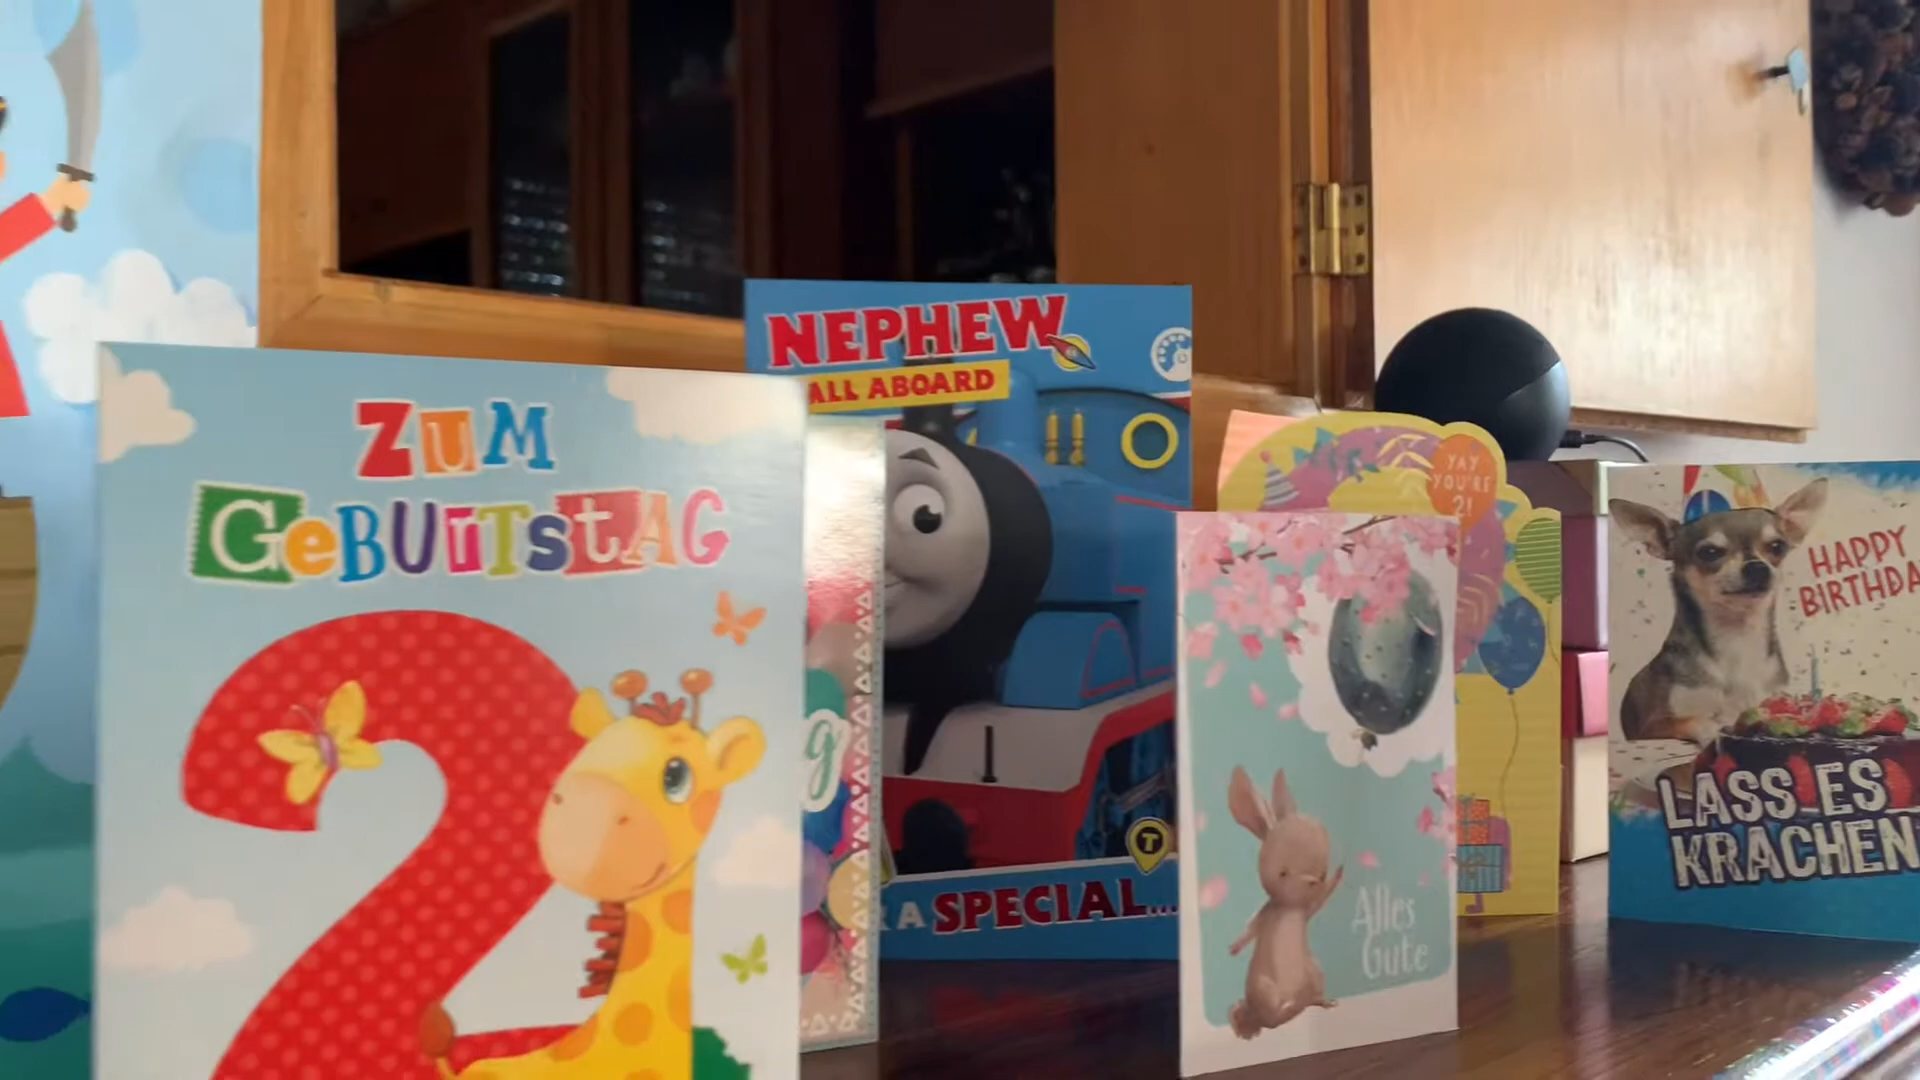 ZUM
GeBURTStAG
2
NEPHEW
ALL ABOARD
A SPECIAL...
T
YAY
YOU'RE
2!
Alles
Gute
HAPPY
BIRTHDA
LASS ES
KRACHEN